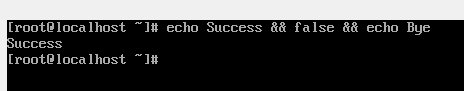 [root@localhost ~]# echo Success && false && echo Bye
Success
[root@localhost ~]#